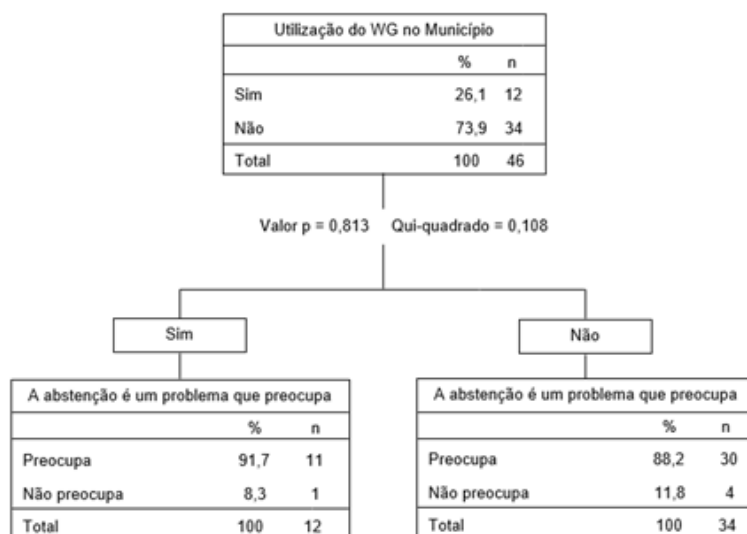 Utilização do WG no Município
% n
Sim 26,1 12
Não 73,9 34
Total 100 46
Valor p = 0,813 Qui-quadrado = 0,108
Sim
Não
A abstenção é um problema que preocupa
% n
Preocupa 91,7 11
Não preocupa 8,3 1
Total 100 12
A abstenção é um problema que preocupa
% n
Preocupa 88,2 30
Não preocupa 11,8 4
Total 100 34